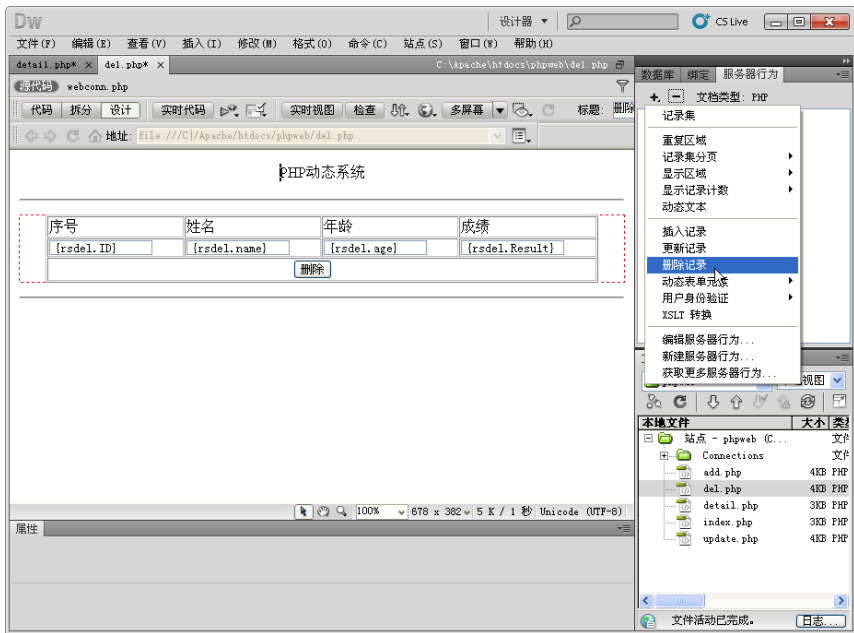 Dw 设计器 CS Live
文件(F) 编辑(E) 查看(V) 插入(I) 修改(M) 格式(O) 命令(C) 站点(S) 窗口(W) 帮助(H)
detail.php* × del.php* × C:\Apache\htdocs\phpweb\del.php
源代码 webconn.php
代码 拆分 设计 实时代码 实时视图 检查 多屏幕 标题: 删除
地址: file:///C|/Apache/htdocs/phpweb/del.php
PHP动态系统
序号 姓名 年龄 成绩
{rsdel.ID} {rsdel.name} {rsdel.age} {rsdel.Result}
删除
100% 678 x 382 5 K / 1 秒 Unicode (UTF-8)
属性
数据库 绑定 服务器行为
文档类型: PHP
记录集
重复区域
记录集分页
显示区域
显示记录计数
动态文本
插入记录
更新记录
删除记录
动态表单元素
用户身份验证
XSLT 转换
编辑服务器行为...
新建服务器行为...
获取更多服务器行为...
视图
本地文件 大小 类型
站点 - phpweb (C... 文件
Connections 文件
add.php 4KB PHP
del.php 4KB PHP
detail.php 3KB PHP
index.php 3KB PHP
update.php 4KB PHP
文件活动已完成。 日志...